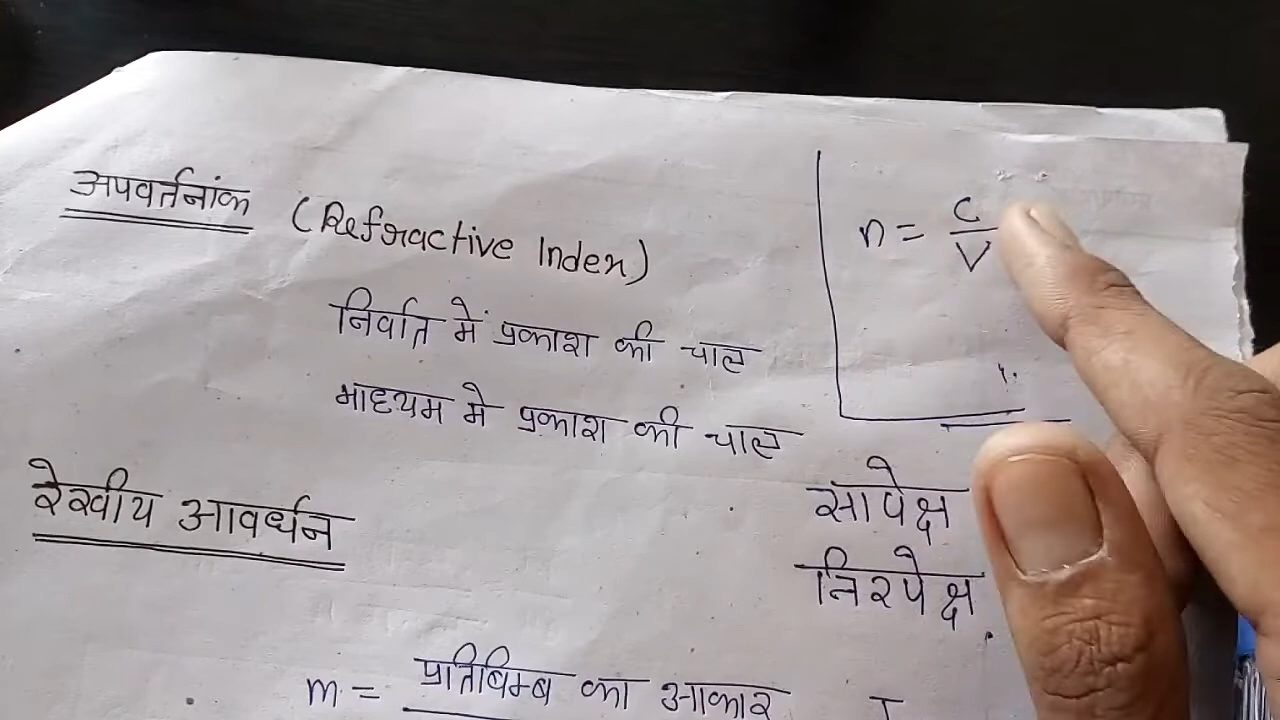 अपवर्तनांक (Refractive Index)
n = c/v
निर्वात में प्रकाश की चाल
माध्यम मे प्रकाश की चाल
रेखीय आवर्धन
सापेक्ष
निरपेक्ष
m = प्रतिबिम्ब का आकार
I